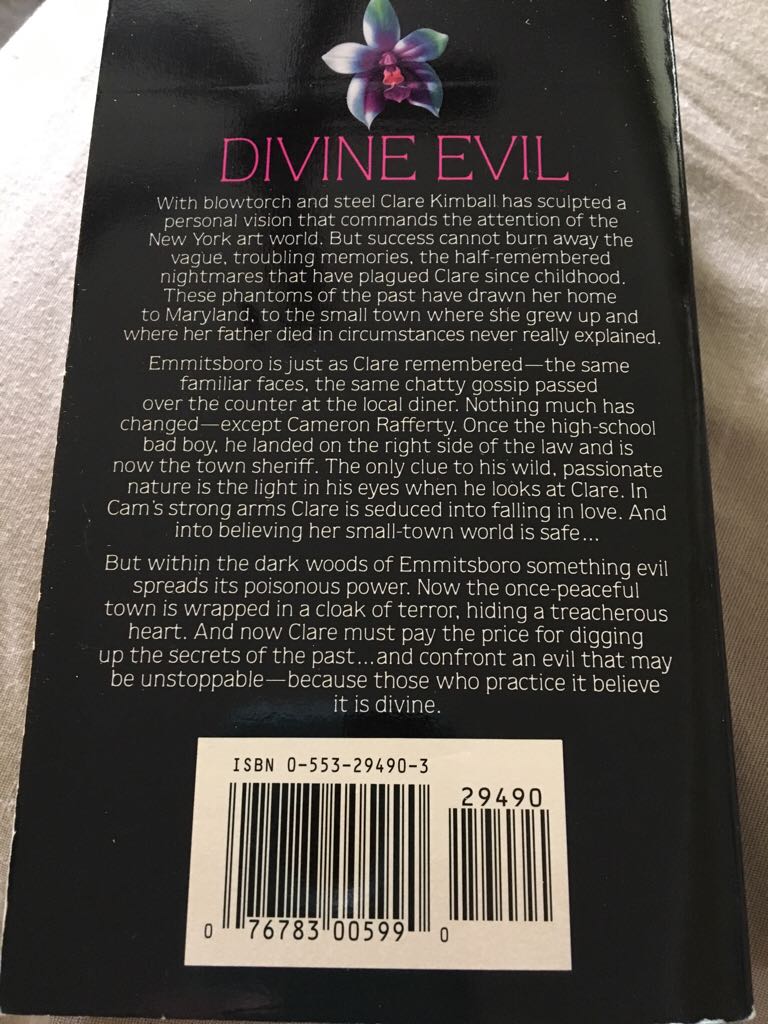 DIVINE EVIL
With blowtorch and steel Clare Kimball has sculpted a
personal vision that commands the attention of the
New York art world. But success cannot burn away the
vague, troubling memories, the half-remembered
nightmares that have plagued Clare since childhood.
These phantoms of the past have drawn her home
to Maryland, to the small town where she grew up and
where her father died in circumstances never really explained.
Emmitsboro is just as Clare remembered—the same
familiar faces, the same chatty gossip passed
over the counter at the local diner. Nothing much has
changed—except Cameron Rafferty. Once the high-school
bad boy, he landed on the right side of the law and is
now the town sheriff. The only clue to his wild, passionate
nature is the light in his eyes when he looks at Clare. In
Cam's strong arms Clare is seduced into falling in love. And
into believing her small-town world is safe...
But within the dark woods of Emmitsboro something evil
spreads its poisonous power. Now the once-peaceful
town is wrapped in a cloak of terror, hiding a treacherous
heart. And now Clare must pay the price for digging
up the secrets of the past...and confront an evil that may
be unstoppable—because those who practice it believe
it is divine.
ISBN 0-553-29490-3
29490
0 76783 00599 0